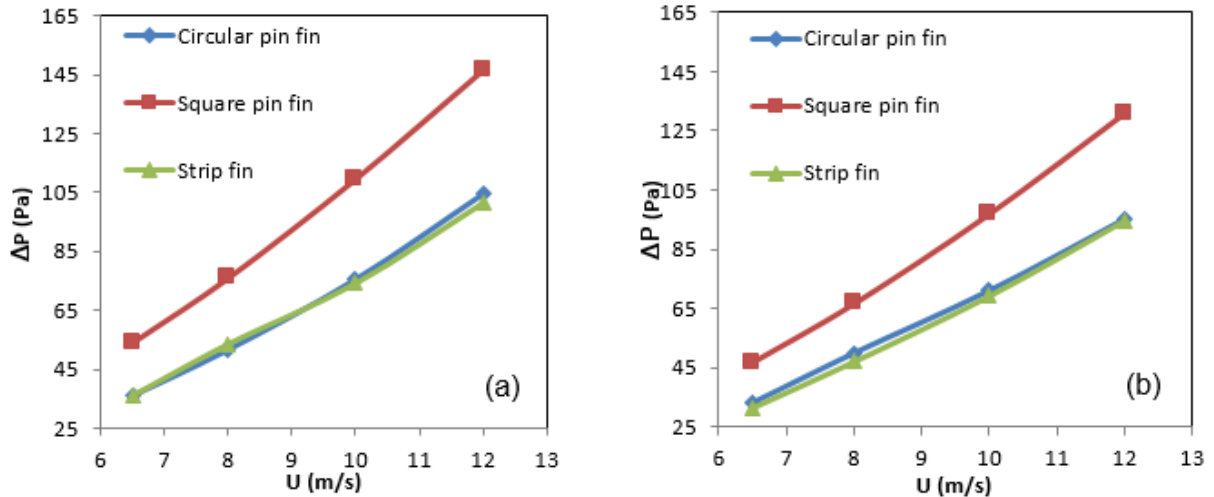 165
145
125
105
85
65
45
25
ΔP (Pa)
Circular pin fin
Square pin fin
Strip fin
(a)
6 7 8 9 10 11 12 13
U (m/s)
165
145
125
105
85
65
45
25
ΔP (Pa)
Circular pin fin
Square pin fin
Strip fin
(b)
6 7 8 9 10 11 12 13
U (m/s)